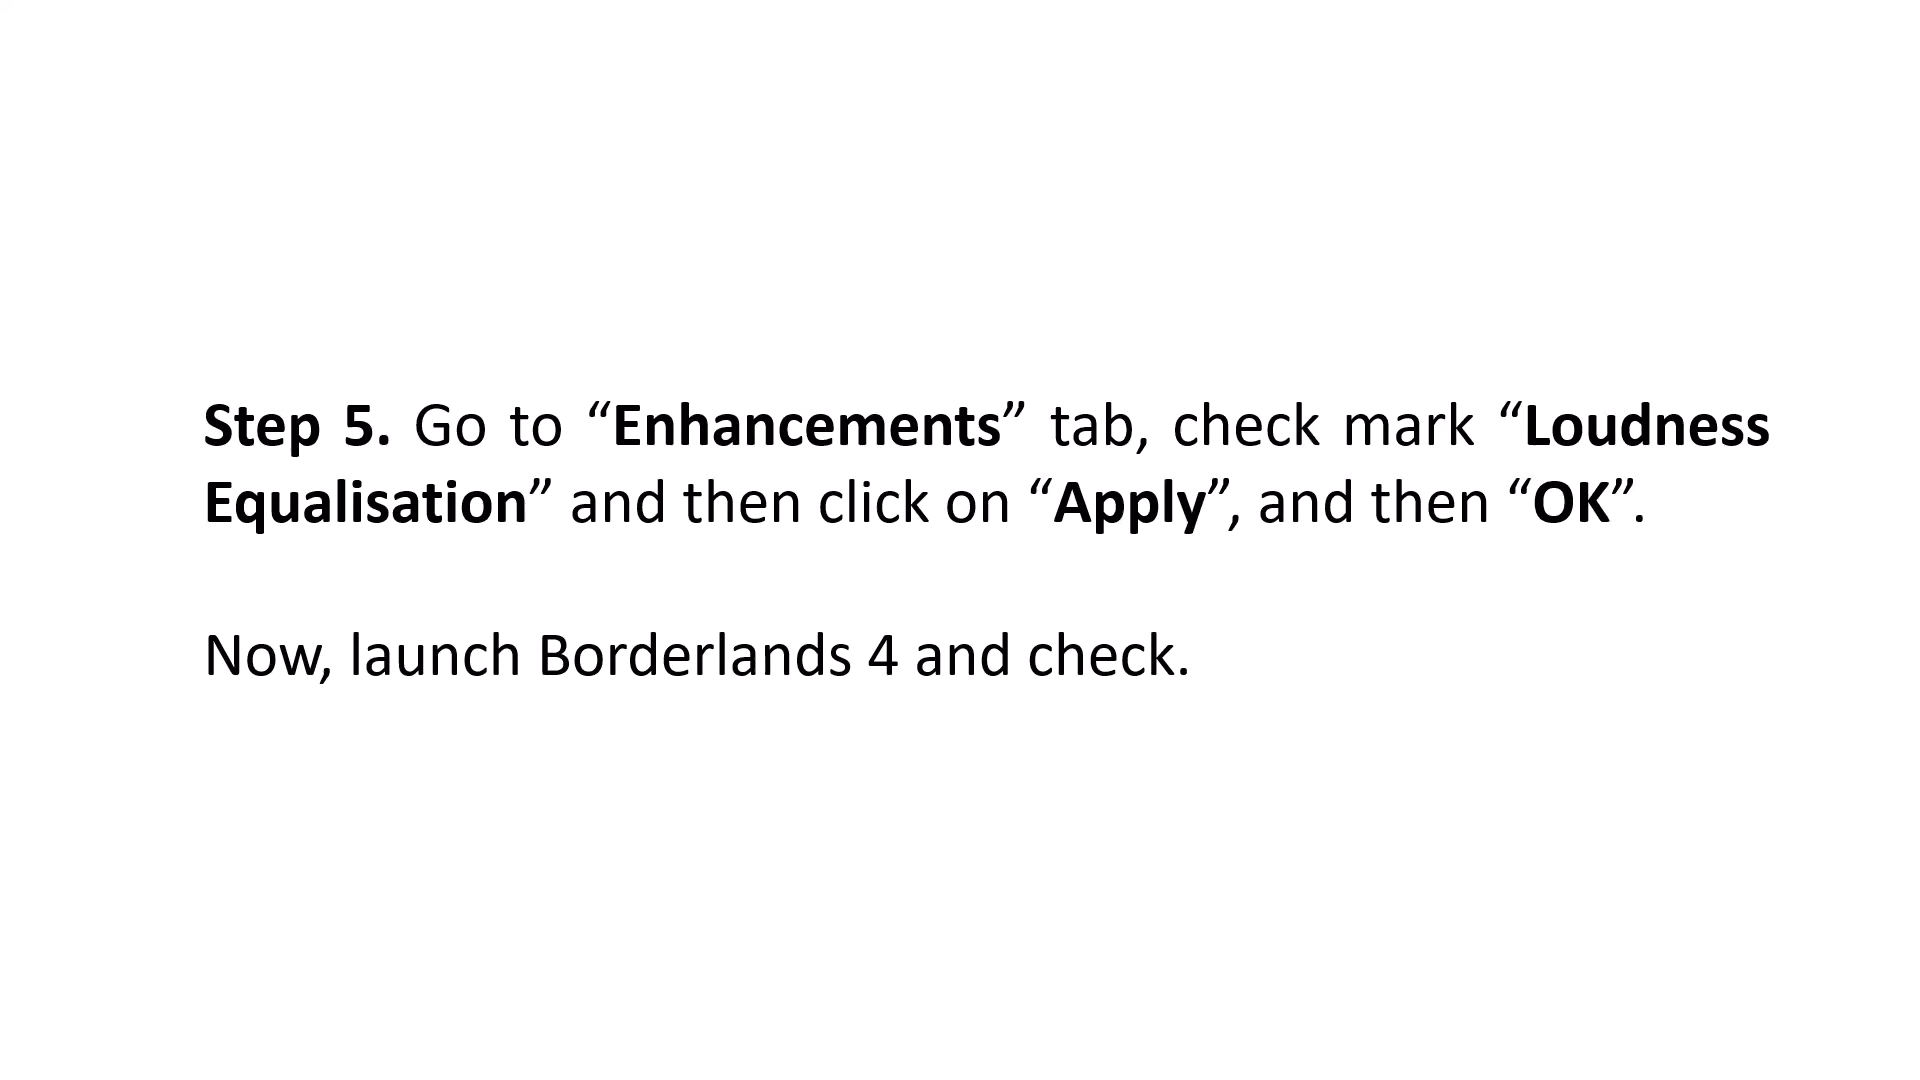 Step 5. Go to “Enhancements” tab, check mark “Loudness
Equalisation” and then click on “Apply”, and then “OK”.
Now, launch Borderlands 4 and check.